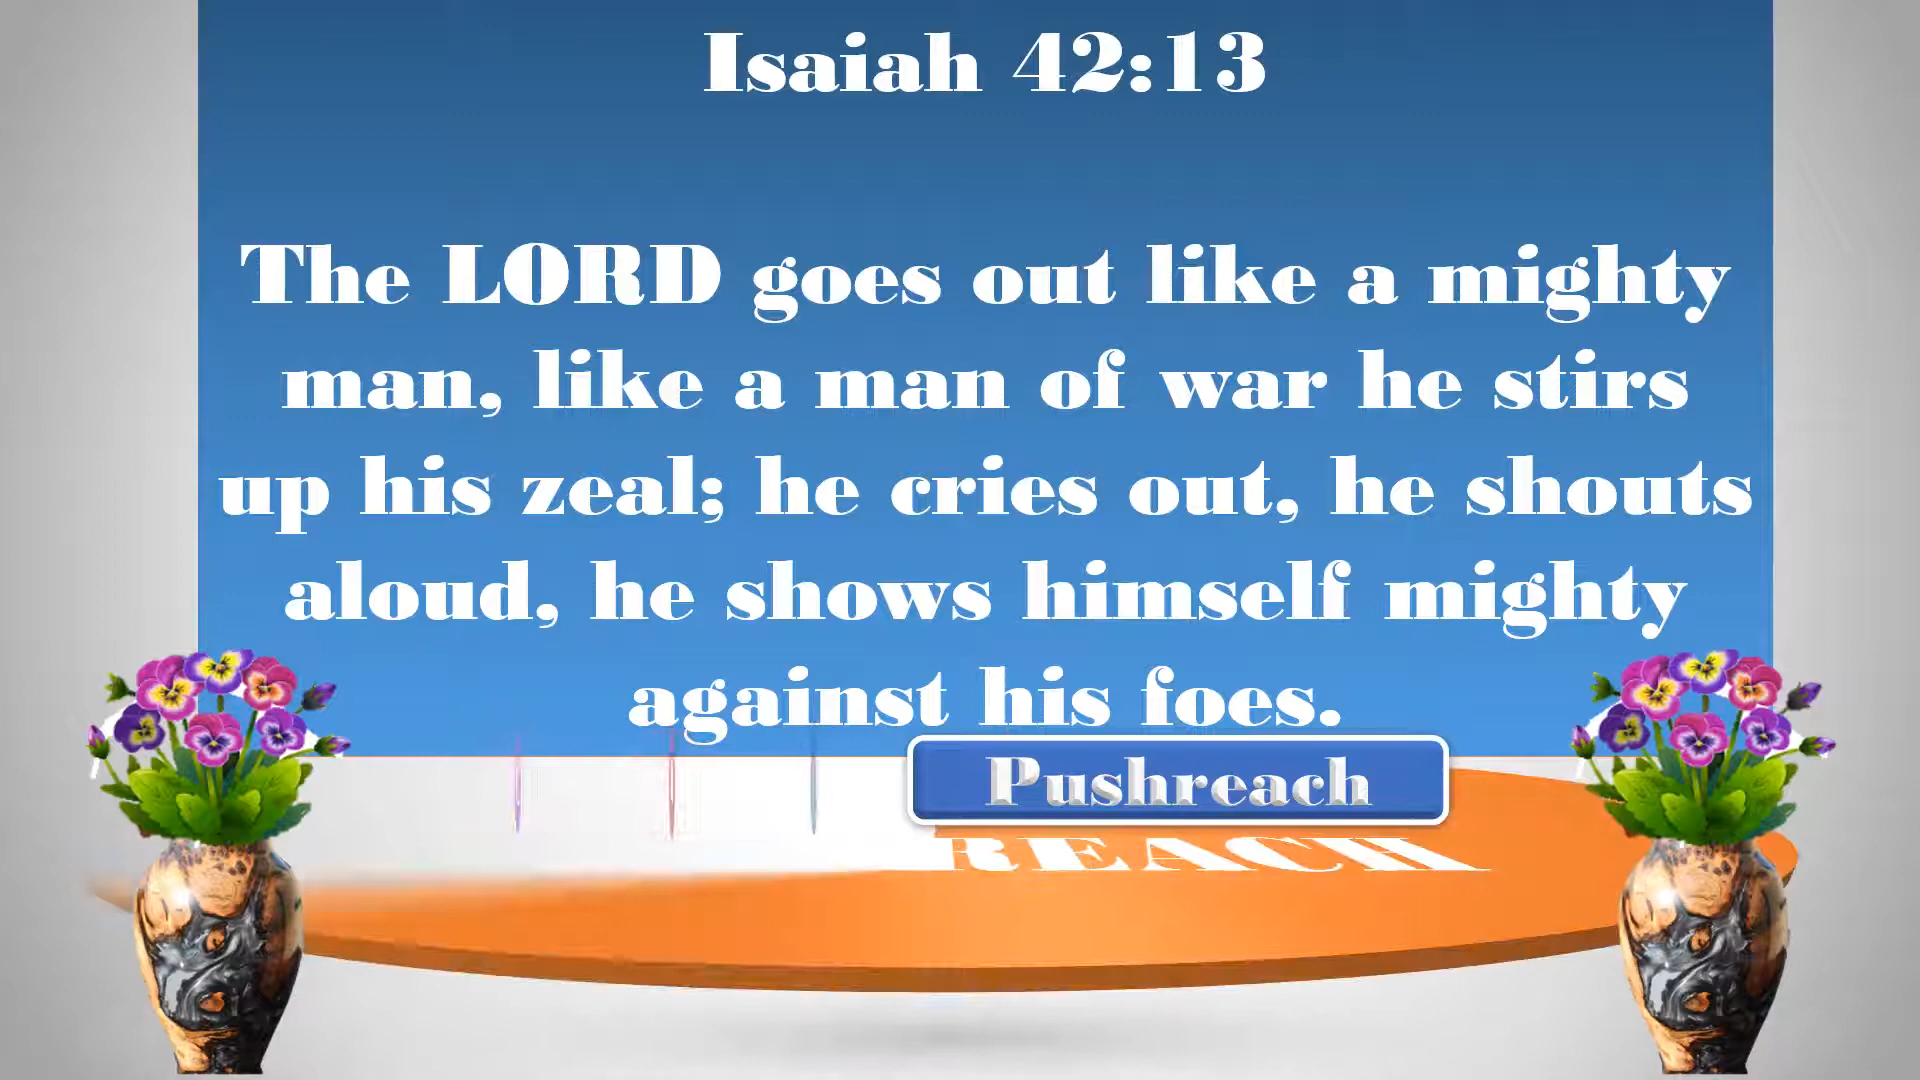 Isaiah 42:13
The LORD goes out like a mighty
man, like a man of war he stirs
up his zeal; he cries out, he shouts
aloud, he shows himself mighty
against his foes.
Pushreach
REACH